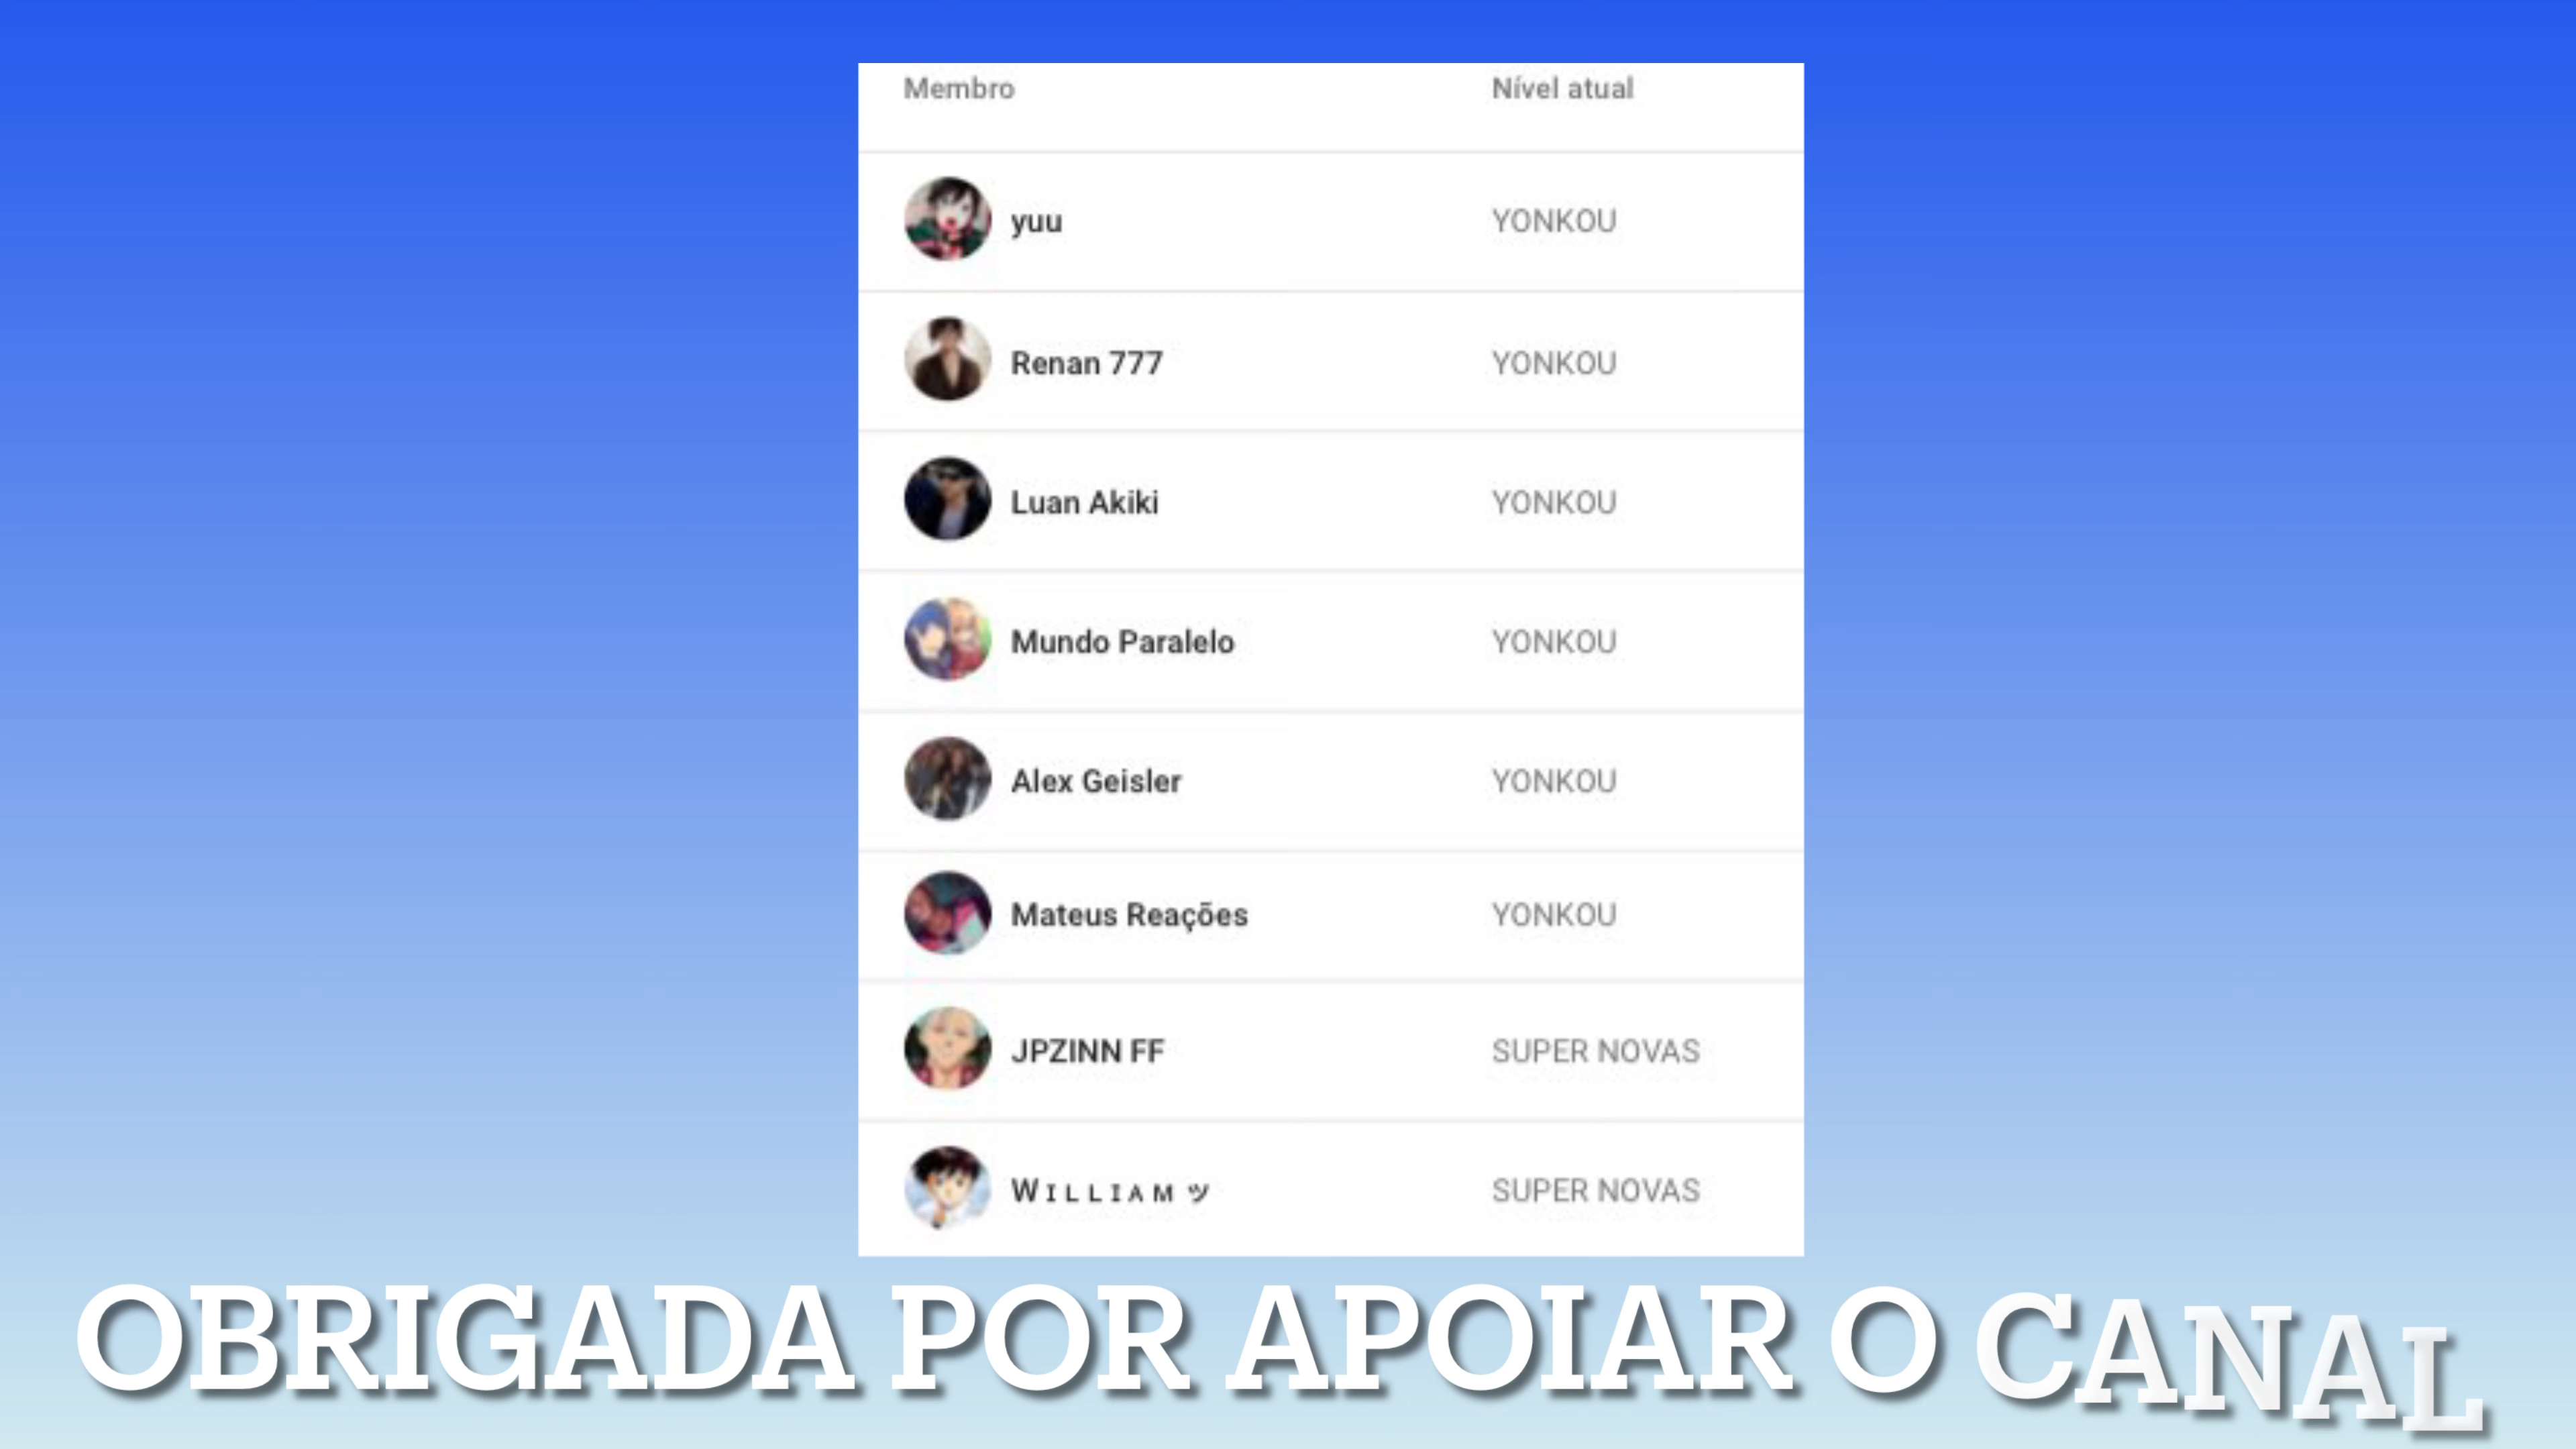 Membro Nível atual
yuu YONKOU
Renan 777 YONKOU
Luan Akiki YONKOU
Mundo Paralelo YONKOU
Alex Geisler YONKOU
Mateus Reações YONKOU
JPZINN FF SUPER NOVAS
Wɪʟʟɪᴀᴍ ツ SUPER NOVAS
OBRIGADA POR APOIAR O CANAL